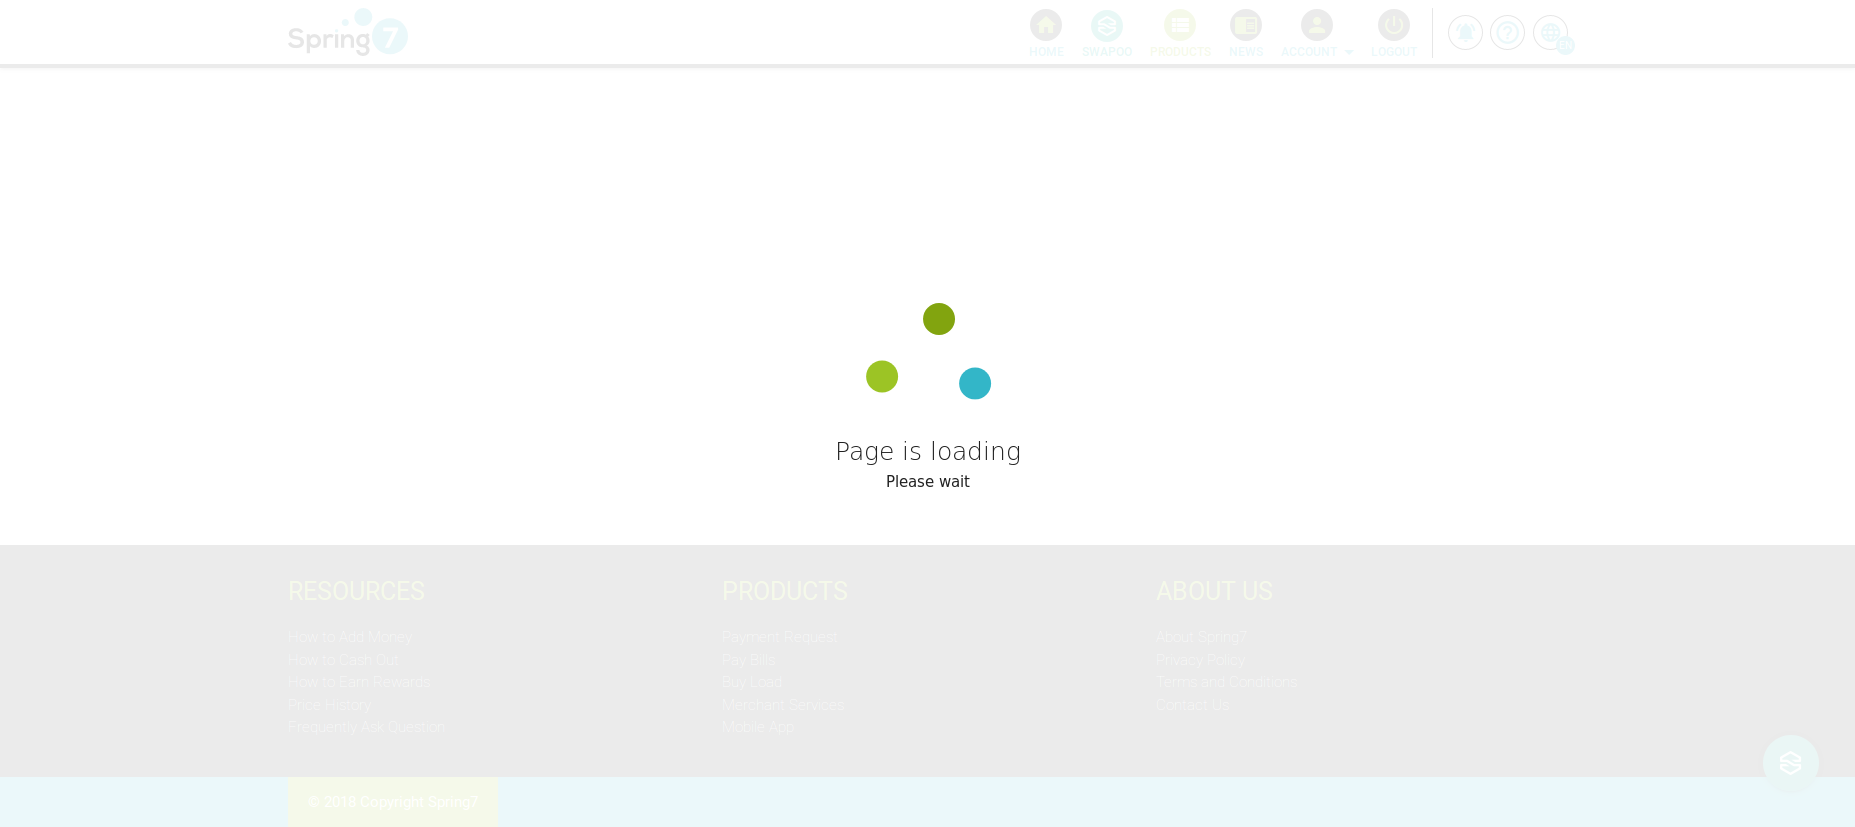 Spring7
HOME SWAPOO PRODUCTS NEWS ACCOUNT LOGOUT
EN
Page is loading
Please wait
RESOURCES
How to Add Money
How to Cash Out
How to Earn Rewards
Price History
Frequently Ask Question
PRODUCTS
Payment Request
Pay Bills
Buy Load
Merchant Services
Mobile App
ABOUT US
About Spring7
Privacy Policy
Terms and Conditions
Contact Us
© 2018 Copyright Spring7